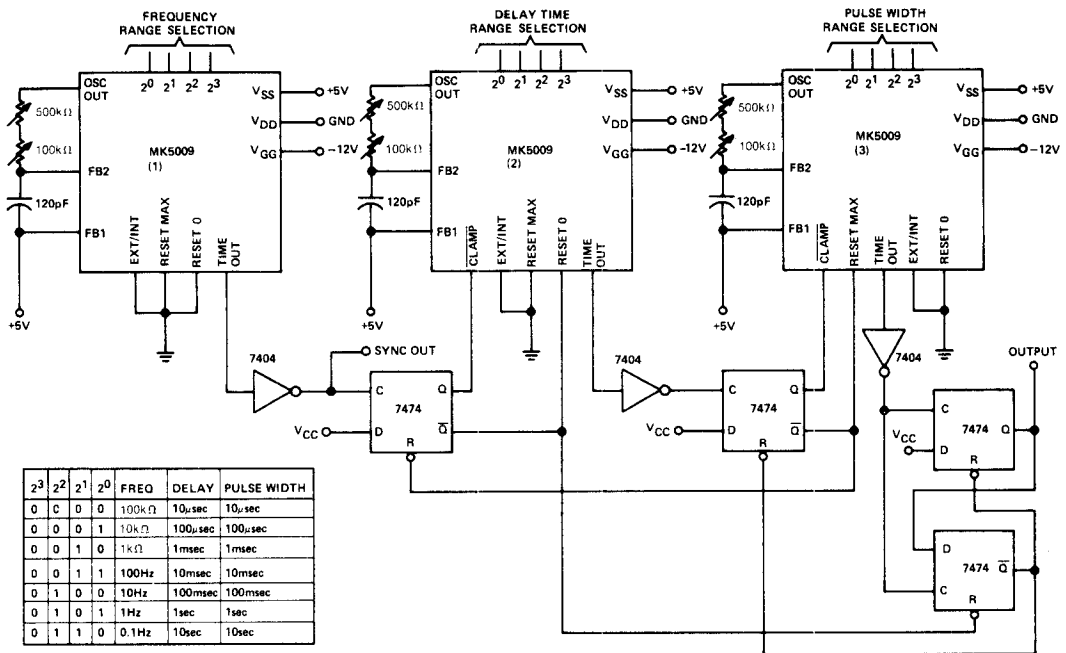 FREQUENCY
RANGE SELECTION
DELAY TIME
RANGE SELECTION
PULSE WIDTH
RANGE SELECTION
OSC
OUT
2⁰ 2¹ 2² 2³
VSS +5V
VDD GND
VGG -12V
500kΩ
100kΩ
MK5009
(1)
FB2
120pF
FB1
EXT/INT
RESET MAX
RESET 0
TIME
OUT
+5V
OSC
OUT
2⁰ 2¹ 2² 2³
VSS +5V
VDD GND
VGG -12V
500kΩ
100kΩ
MK5009
(2)
FB2
120pF
FB1
CLAMP
EXT/INT
RESET MAX
RESET 0
TIME
OUT
+5V
OSC
OUT
2⁰ 2¹ 2² 2³
VSS +5V
VDD GND
VGG -12V
500kΩ
100kΩ
MK5009
(3)
FB2
120pF
FB1
CLAMP
RESET MAX
TIME
OUT
EXT/INT
RESET 0
+5V
7404
SYNC OUT
C Q
7474
VCC D Q
R
7404
C Q
7474
VCC D Q
R
7404
OUTPUT
C
7474 Q
VCC
D
R
D
7474 Q
C
R
2³ 2² 2¹ 2⁰ FREQ DELAY PULSE WIDTH
0 C 0 0 100kΩ 10μsec 10μsec
0 0 0 1 10kΩ 100μsec 100μsec
0 0 1 0 1kΩ 1msec 1msec
0 0 1 1 100Hz 10msec 10msec
0 1 0 0 10Hz 100msec 100msec
0 1 0 1 1Hz 1sec 1sec
0 1 1 0 0.1Hz 10sec 10sec